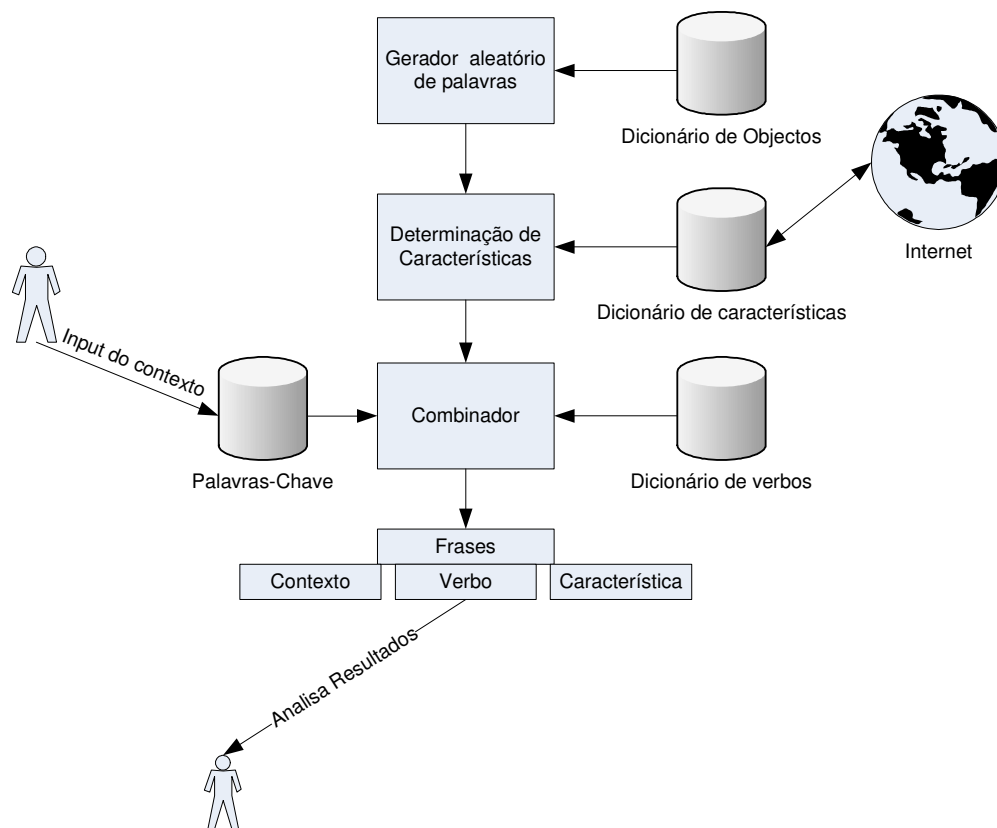 Gerador aleatório
de palavras
Dicionário de Objectos
Determinação de
Características
Internet
Dicionário de características
Input do contexto
Combinador
Palavras-Chave
Dicionário de verbos
Frases
Contexto
Verbo
Característica
Analisa Resultados